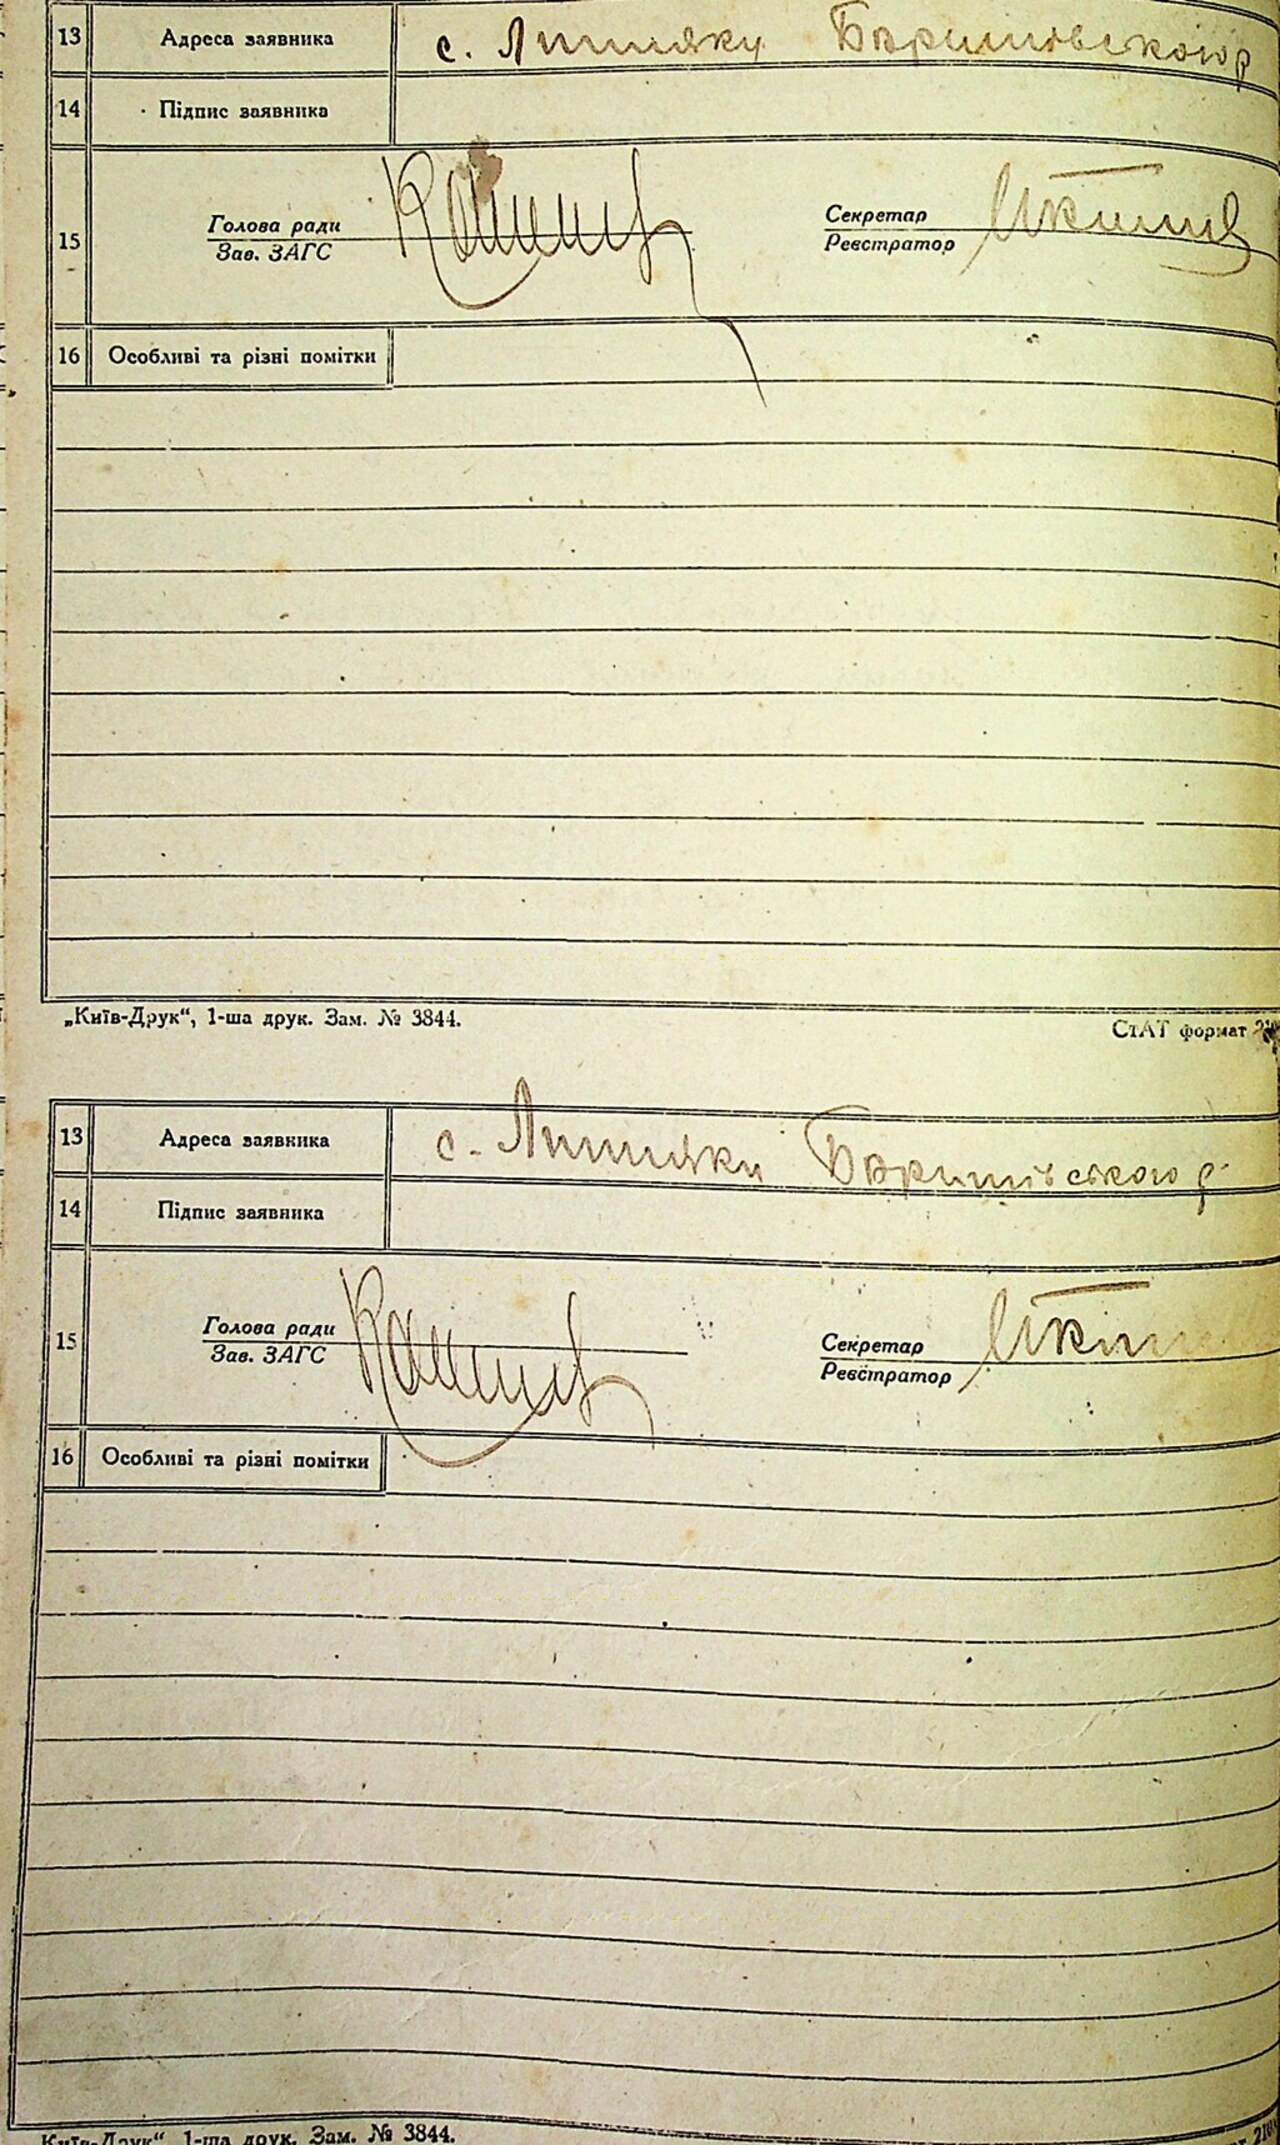 13 Адреса заявника с. Лишняки Баришовського р
14 Підпис заявника
Голова ради Секретар
15
Зав. ЗАГС Реєстратор
16 Особливі та різні помітки
„Київ-Друк“, 1-ша друк. Зам. № 3844. СтАТ формат
13 Адреса заявника с. Лишняки Баришівського р.
14 Підпис заявника
Голова ради Секретар
15
Зав. ЗАГС Реєстратор
16 Особливі та різні помітки
Київ-Друк“, 1-ша друк. Зам. № 3844.